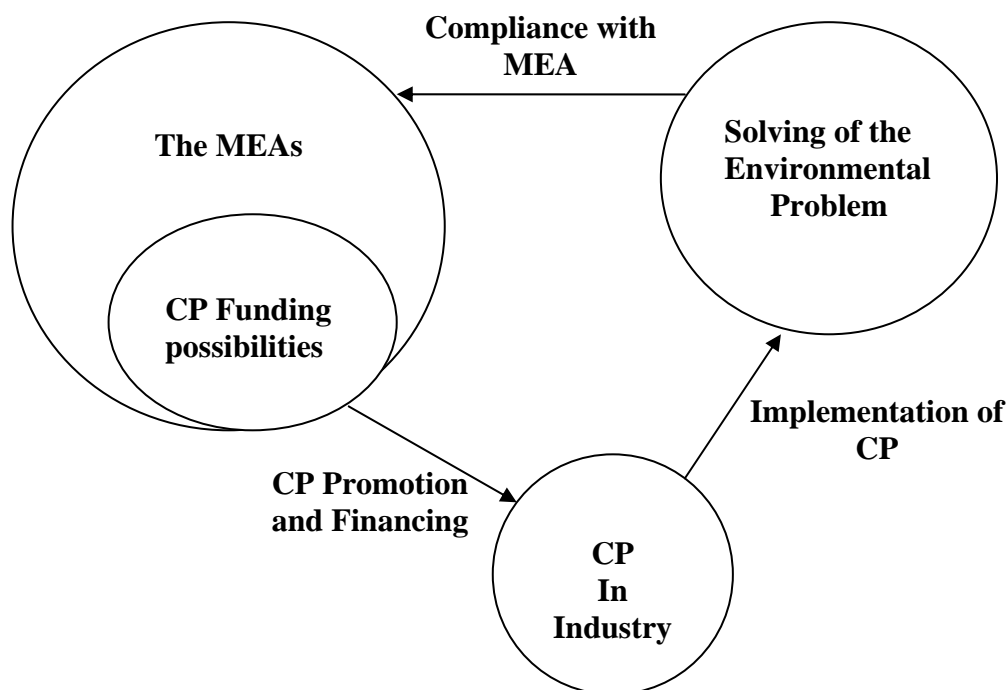 Compliance with
MEA
The MEAs
Solving of the
Environmental
Problem
CP Funding
possibilities
Implementation of
CP
CP Promotion
and Financing
CP
In
Industry